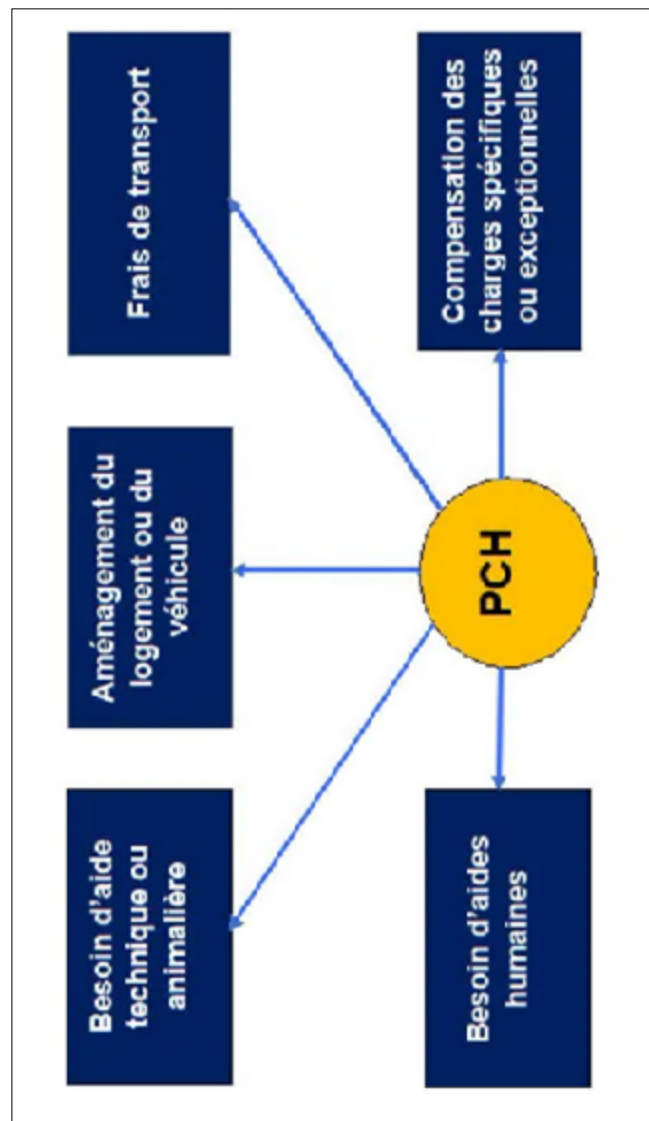 Besoin d’aide
technique ou
animalière
Aménagement du
logement ou du
véhicule
Frais de transport
Besoin d’aides
humaines
PCH
Compensation des
charges spécifiques
ou exceptionnelles